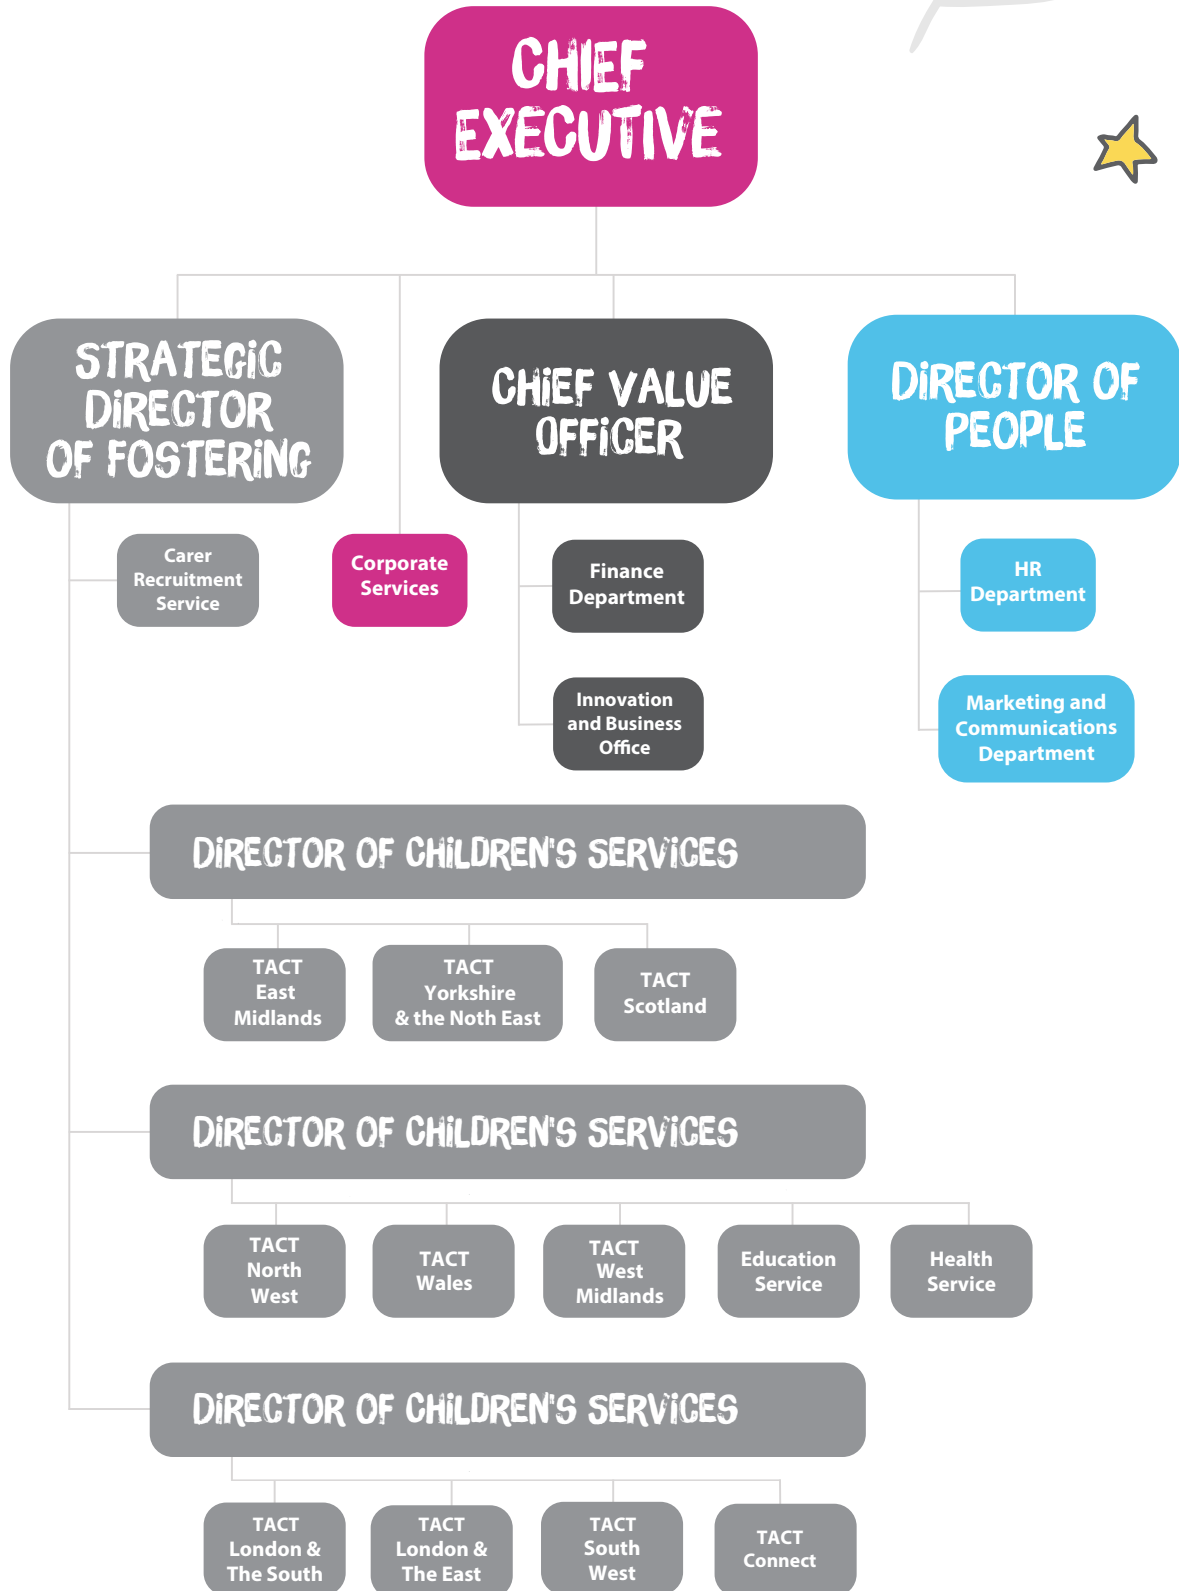 CHIEF
EXECUTIVE
STRATEGIC
DIRECTOR
OF FOSTERING
CHIEF VALUE
OFFICER
DIRECTOR OF
PEOPLE
Carer
Recruitment
Service
Corporate
Services
Finance
Department
HR
Department
Innovation
and Business
Office
Marketing and
Communications
Department
DIRECTOR OF CHILDREN'S SERVICES
TACT
East
Midlands
TACT
Yorkshire
& the Noth East
TACT
Scotland
DIRECTOR OF CHILDREN'S SERVICES
TACT
North
West
TACT
Wales
TACT
West
Midlands
Education
Service
Health
Service
DIRECTOR OF CHILDREN'S SERVICES
TACT
London &
The South
TACT
London &
The East
TACT
South
West
TACT
Connect